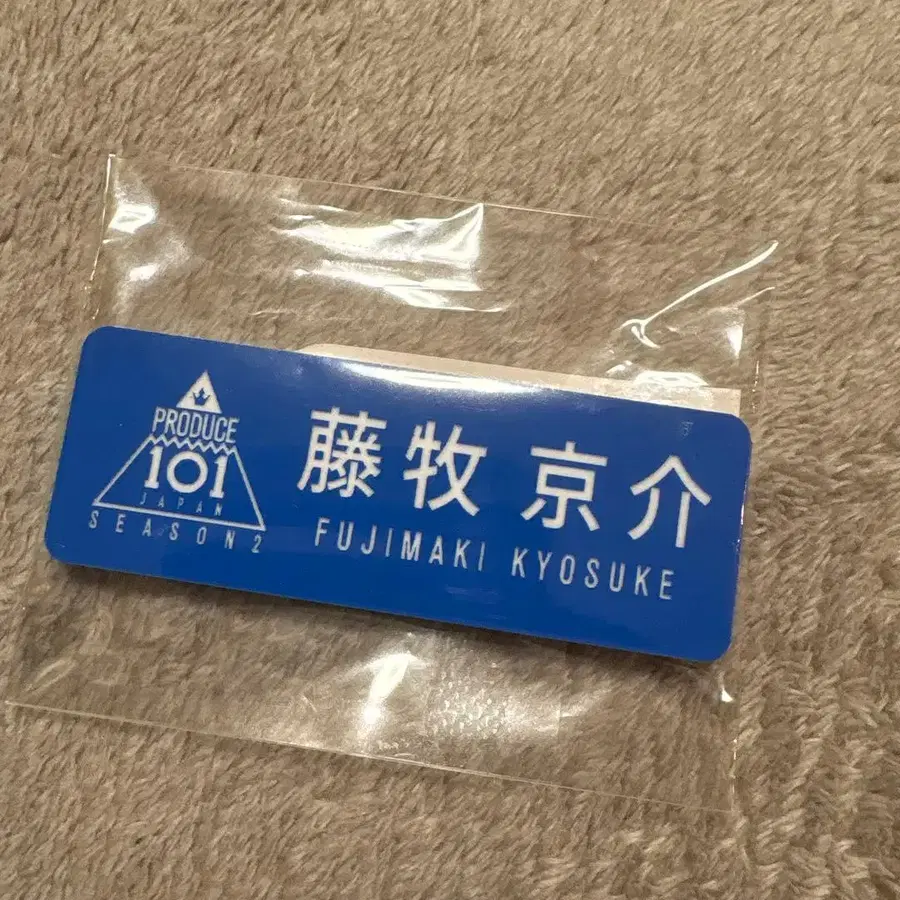 PRODUCE
101
JAPAN
SEASON2
藤牧京介
FUJIMAKI KYOSUKE